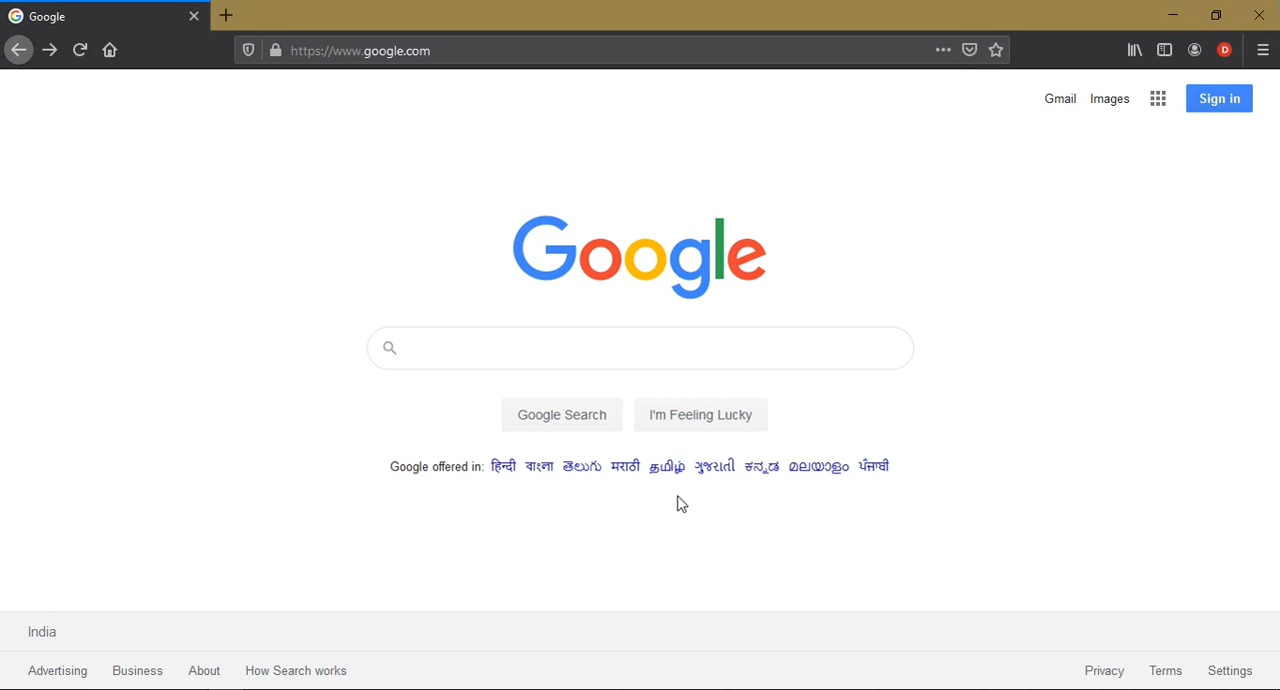 Google
https://www.google.com
D
Gmail Images Sign in
Google
Google Search I'm Feeling Lucky
Google offered in: हिन्दी বাংলা తెలుగు मराठी தமிழ் ગુજરાતી ಕನ್ನಡ മലയാളം ਪੰਜਾਬੀ
India
Advertising Business About How Search works Privacy Terms Settings